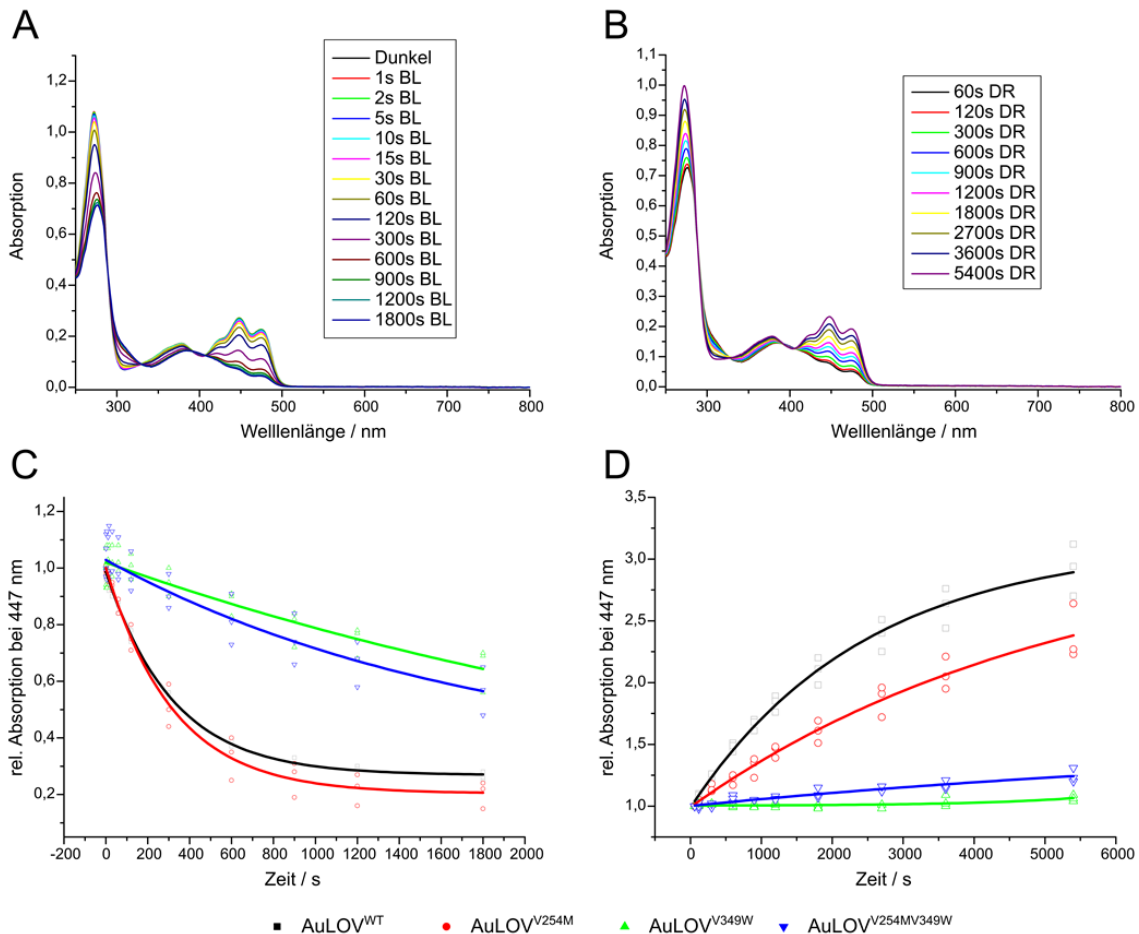 A
Absorption
1,2
1,0
0,8
0,6
0,4
0,2
0,0
300 400 500 600 700 800
Welllenlänge / nm
Dunkel
1s BL
2s BL
5s BL
10s BL
15s BL
30s BL
60s BL
120s BL
300s BL
600s BL
900s BL
1200s BL
1800s BL
B
Absorption
1,1
1,0
0,9
0,8
0,7
0,6
0,5
0,4
0,3
0,2
0,1
0,0
300 400 500 600 700 800
Welllenlänge / nm
60s DR
120s DR
300s DR
600s DR
900s DR
1200s DR
1800s DR
2700s DR
3600s DR
5400s DR
C
rel. Absorption bei 447 nm
1,2
1,0
0,8
0,6
0,4
0,2
-200 0 200 400 600 800 1000 1200 1400 1600 1800 2000
Zeit / s
D
rel. Absorption bei 447 nm
3,5
3,0
2,5
2,0
1,5
1,0
0 1000 2000 3000 4000 5000 6000
Zeit / s
AuLOVWT AuLOVV254M AuLOVV349W AuLOVV254MV349W